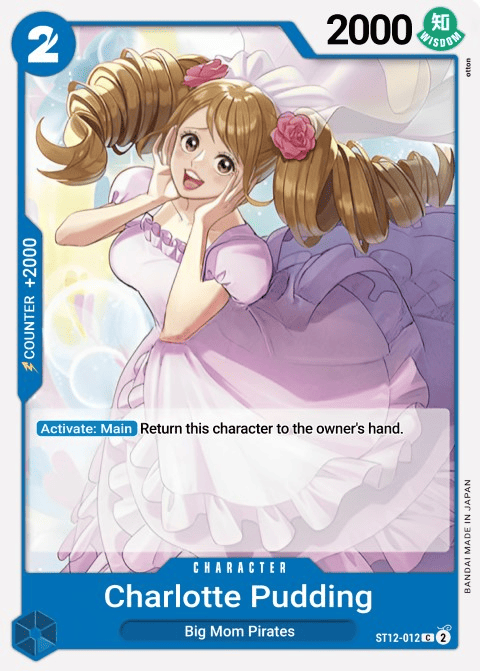 2
2000
知
WISDOM
otton
COUNTER +2000
Activate: Main Return this character to the owner's hand.
BANDAI MADE IN JAPAN
CHARACTER
Charlotte Pudding
Big Mom Pirates
ST12-012 C 2